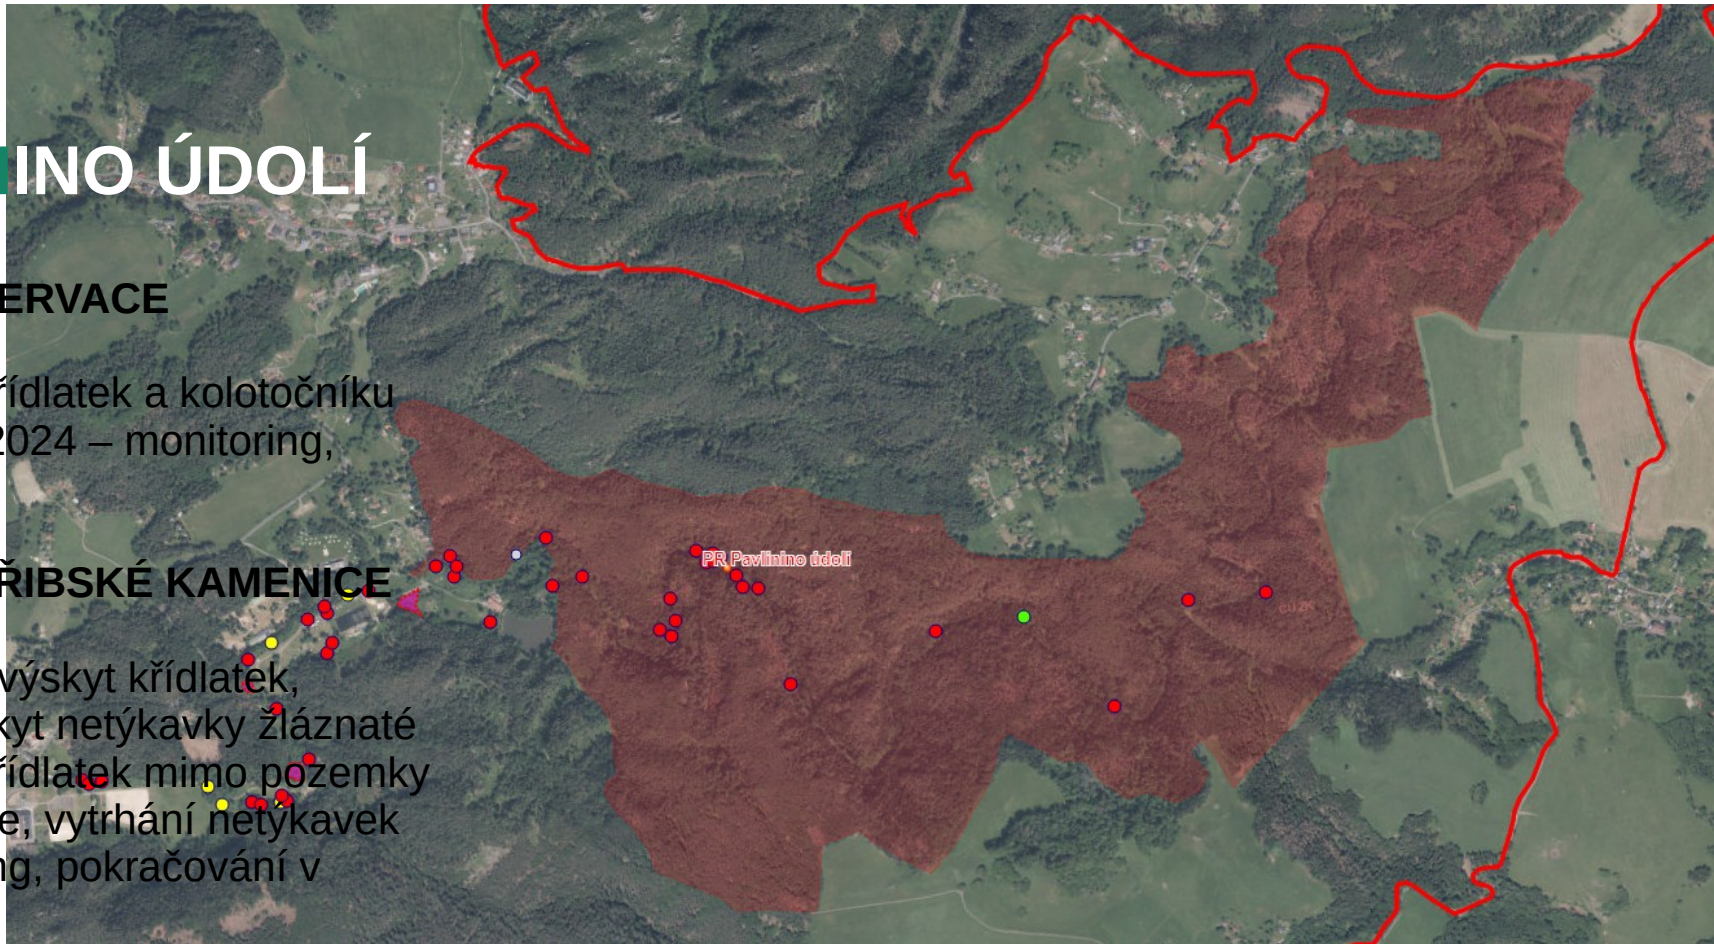 INO ÚDOLÍ
ERVACE
řídlatek a kolotočníku
2024 – monitoring,
PR Pavlínino údolí
ČÚZK
ŘIBSKÉ KAMENICE
výskyt křídlatek,
kyt netýkavky žláznaté
řídlatek mimo pozemky
e, vytrhání netýkavek
ng, pokračování v